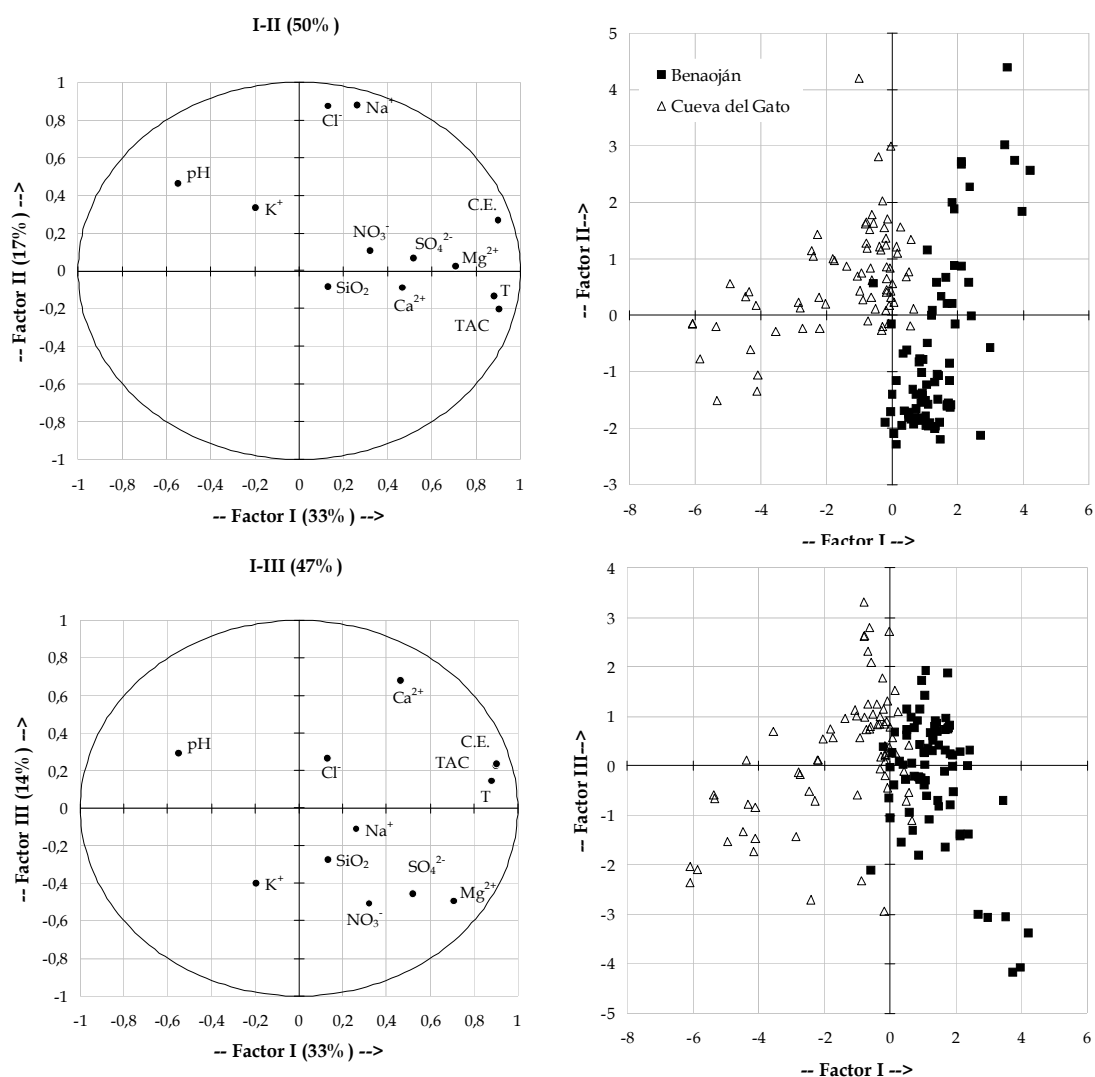 I-II (50%)
1
0,8
0,6
0,4
0,2
0
-0,2
-0,4
-0,6
-0,8
-1
-1 -0,8 -0,6 -0,4 -0,2 0 0,2 0,4 0,6 0,8 1
-- Factor II (17%) -->
-- Factor I (33%) -->
Na⁺
Cl⁻
pH
K⁺
C.E.
NO₃⁻
SO₄²⁻
Mg²⁺
SiO₂
Ca²⁺
T
TAC
5
4
3
2
1
0
-1
-2
-3
-8 -6 -4 -2 0 2 4 6
Benaoján
Cueva del Gato
-- Factor II-->
-- Factor I -->
I-III (47%)
1
0,8
0,6
0,4
0,2
0
-0,2
-0,4
-0,6
-0,8
-1
-1 -0,8 -0,6 -0,4 -0,2 0 0,2 0,4 0,6 0,8 1
-- Factor III (14%) -->
-- Factor I (33%) -->
Ca²⁺
pH
Cl⁻
C.E.
TAC
T
Na⁺
SiO₂
SO₄²⁻
K⁺
Mg²⁺
NO₃⁻
4
3
2
1
0
-1
-2
-3
-4
-5
-8 -6 -4 -2 0 2 4 6
-- Factor III-->
-- Factor I -->